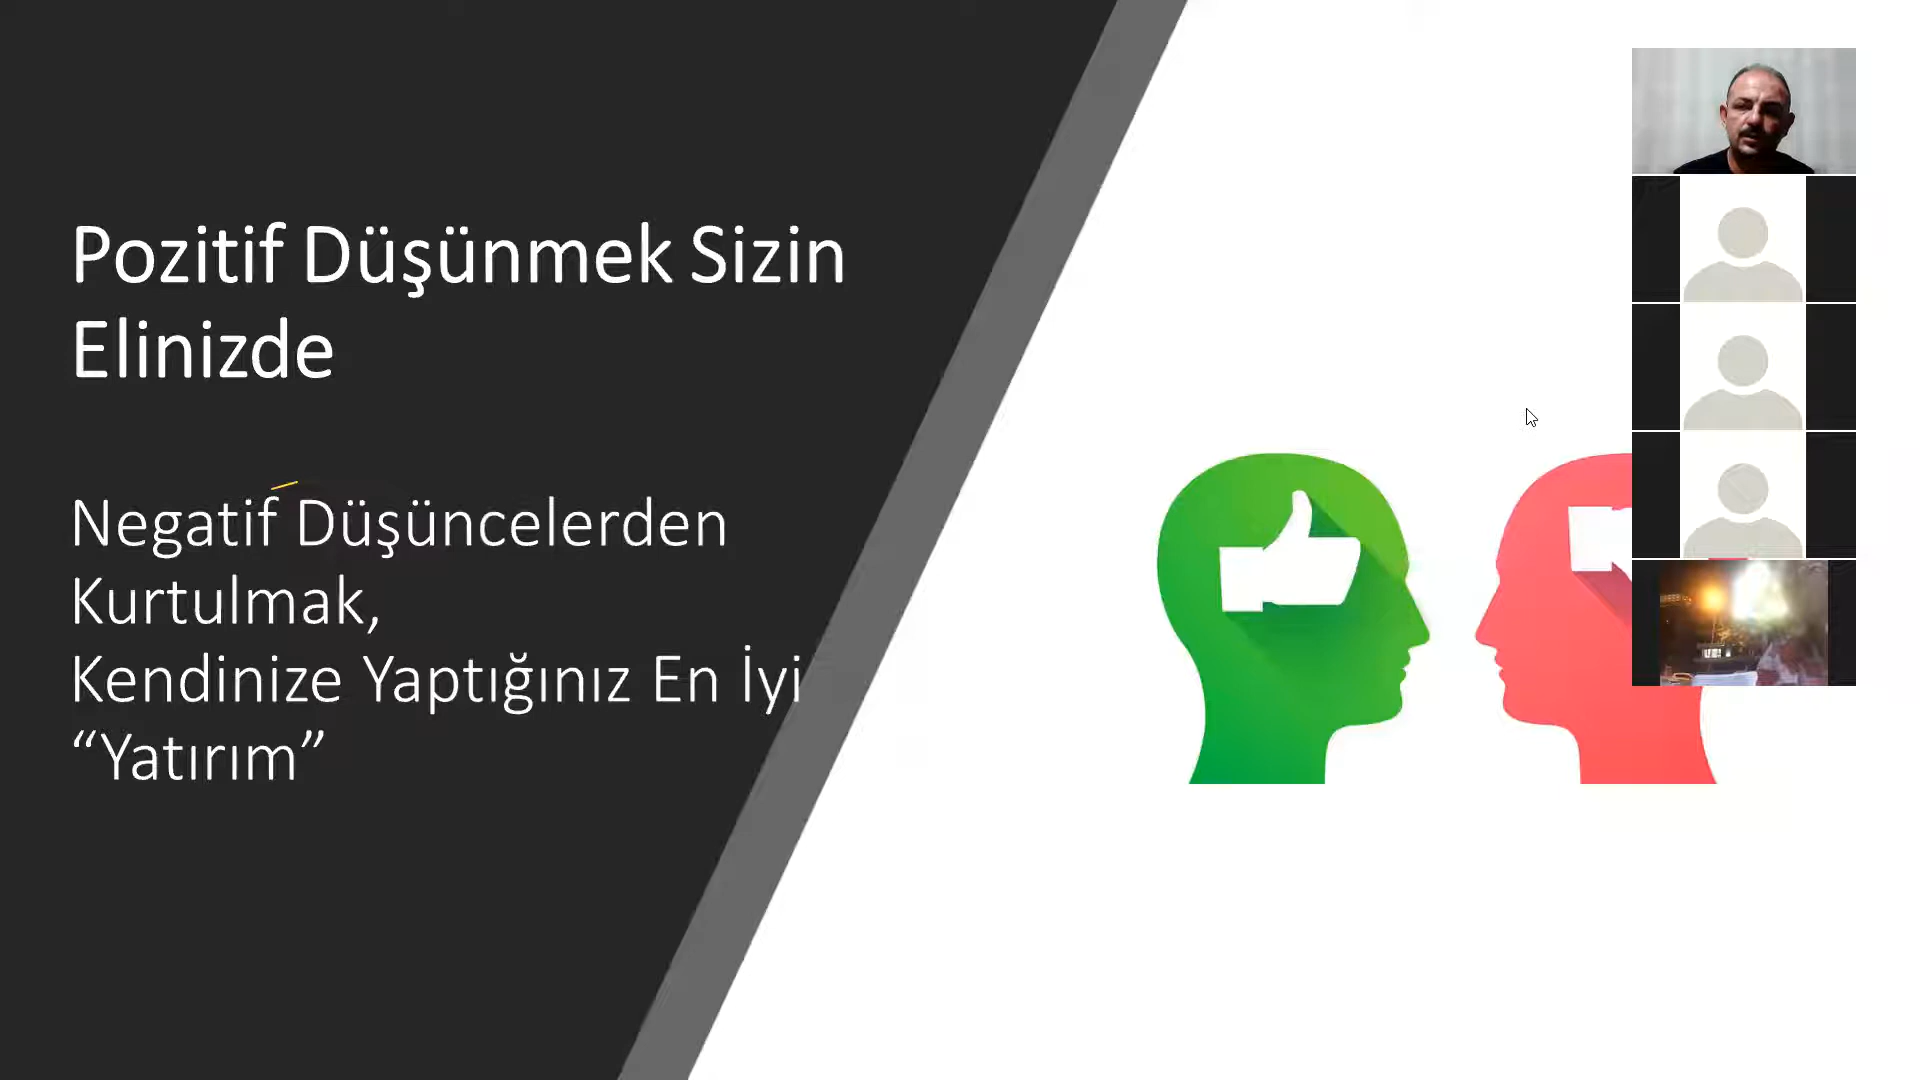 Pozitif Düşünmek Sizin
Elinizde
Negatif Düşüncelerden
Kurtulmak,
Kendinize Yaptığınız En İyi
“Yatırım”